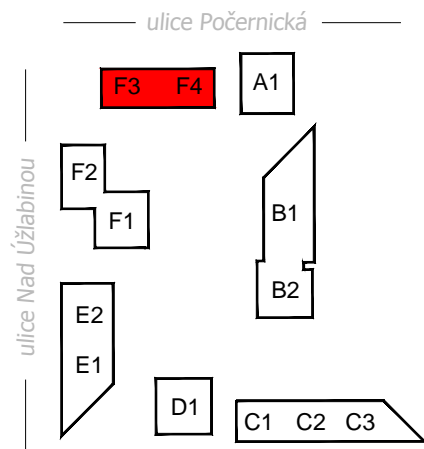 ulice Počernická
F3 F4 A1
ulice Nad Úžlabinou
F2
F1
B1
B2
E2
E1
D1
C1 C2 C3